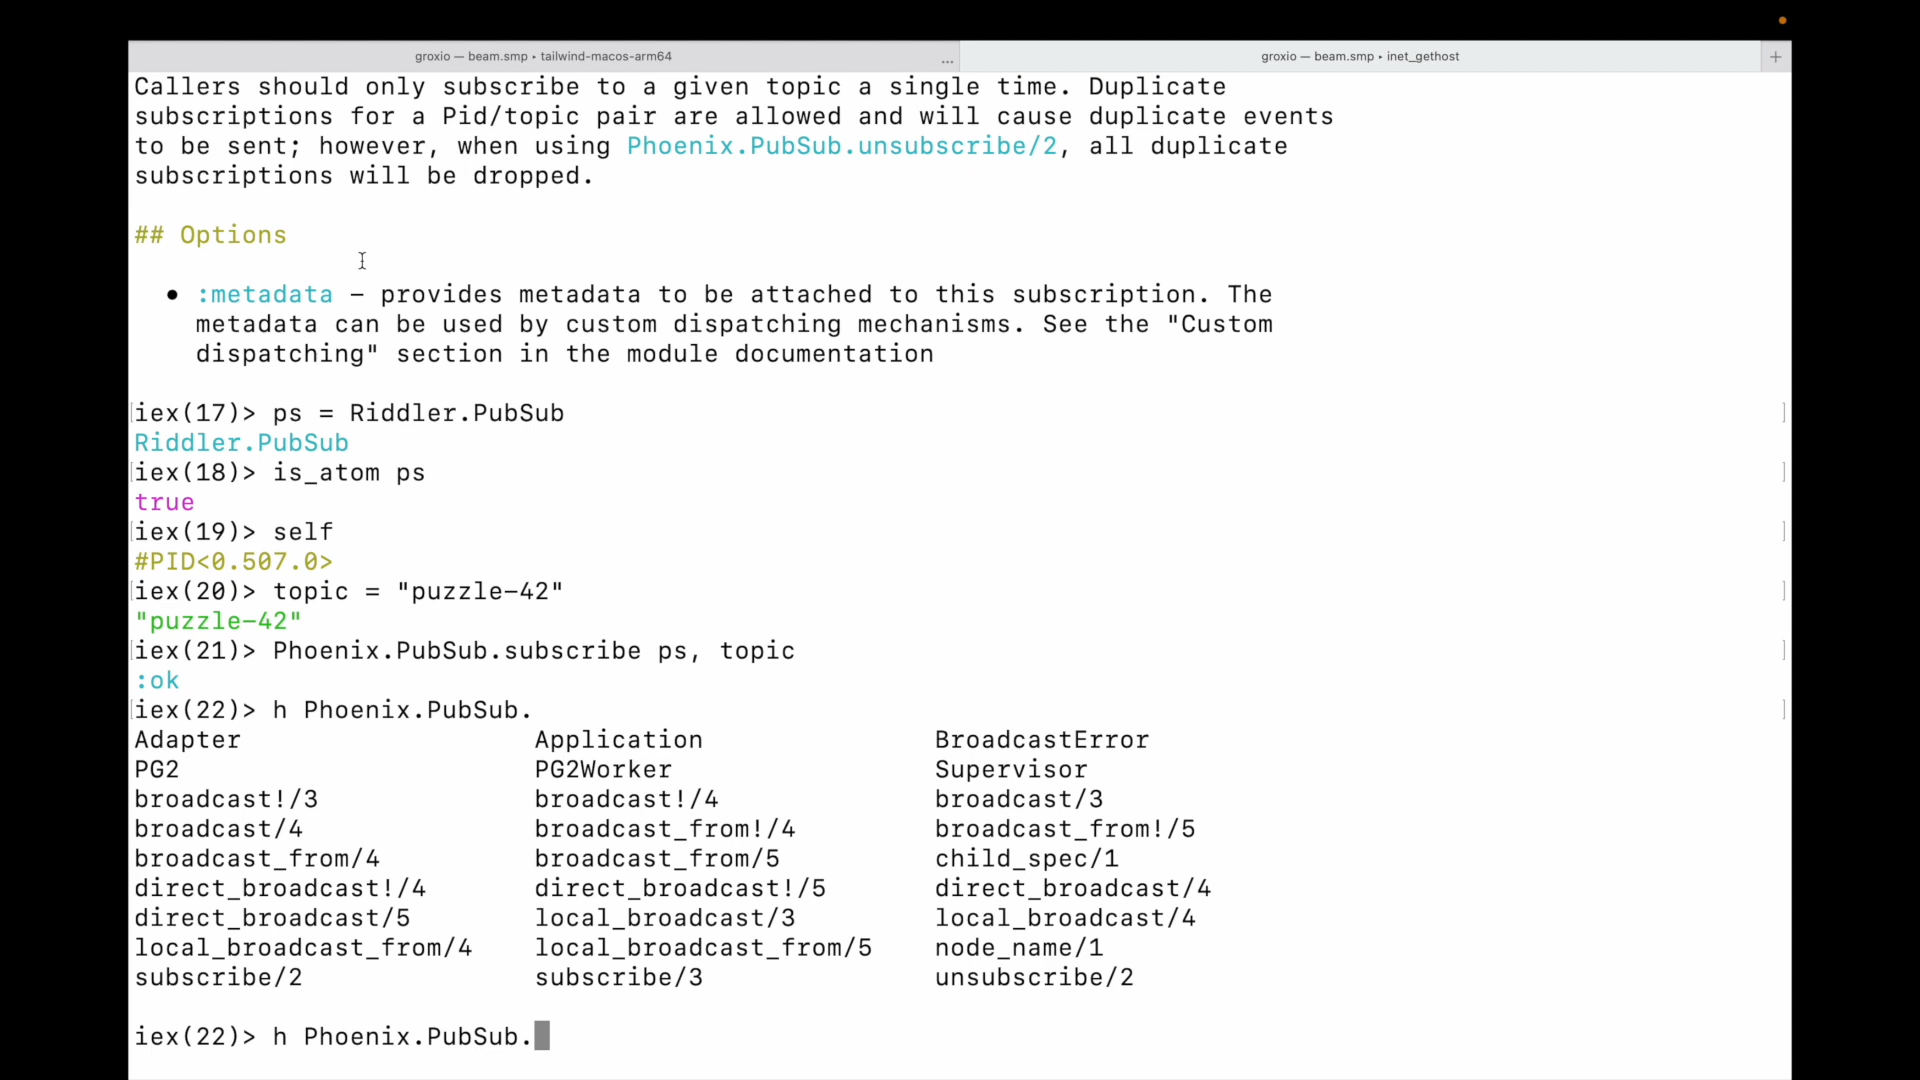 groxio — beam.smp ▸ tailwind-macos-arm64
...
groxio — beam.smp ▸ inet_gethost
+
Callers should only subscribe to a given topic a single time. Duplicate
subscriptions for a Pid/topic pair are allowed and will cause duplicate events
to be sent; however, when using Phoenix.PubSub.unsubscribe/2, all duplicate
subscriptions will be dropped.
## Options
• :metadata – provides metadata to be attached to this subscription. The
metadata can be used by custom dispatching mechanisms. See the "Custom
dispatching" section in the module documentation
[iex(17)> ps = Riddler.PubSub ]
Riddler.PubSub
[iex(18)> is_atom ps ]
true
[iex(19)> self ]
#PID<0.507.0>
[iex(20)> topic = "puzzle-42" ]
"puzzle-42"
[iex(21)> Phoenix.PubSub.subscribe ps, topic ]
:ok
[iex(22)> h Phoenix.PubSub. ]
Adapter Application BroadcastError
PG2 PG2Worker Supervisor
broadcast!/3 broadcast!/4 broadcast/3
broadcast/4 broadcast_from!/4 broadcast_from!/5
broadcast_from/4 broadcast_from/5 child_spec/1
direct_broadcast!/4 direct_broadcast!/5 direct_broadcast/4
direct_broadcast/5 local_broadcast/3 local_broadcast/4
local_broadcast_from/4 local_broadcast_from/5 node_name/1
subscribe/2 subscribe/3 unsubscribe/2
iex(22)> h Phoenix.PubSub.